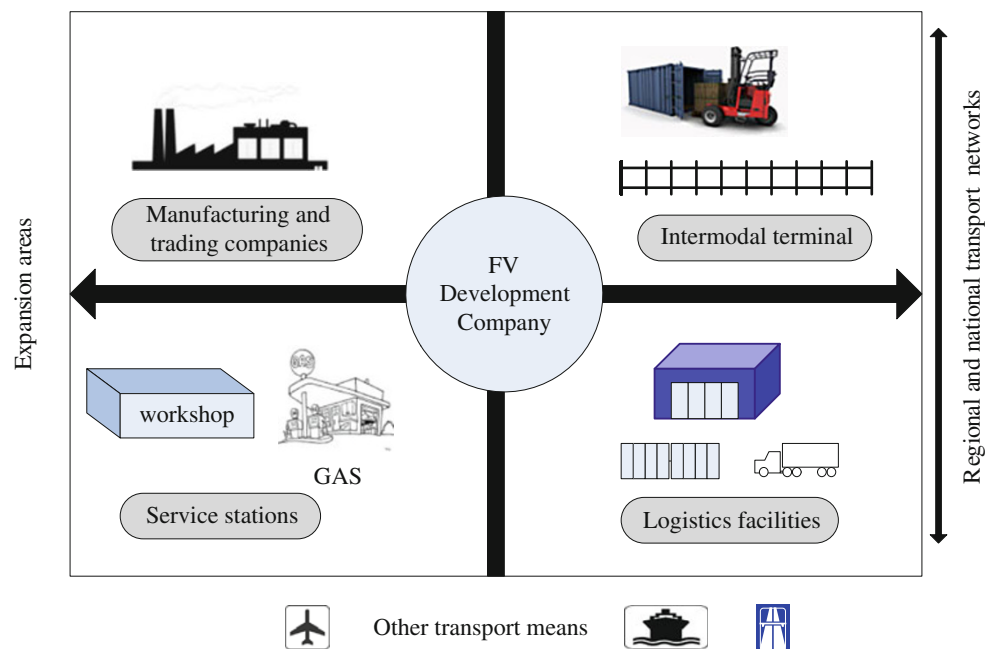 Manufacturing and
trading companies
Intermodal terminal
FV
Development
Company
Expansion areas
Regional and national transport networks
workshop
GAS
Service stations
Logistics facilities
Other transport means